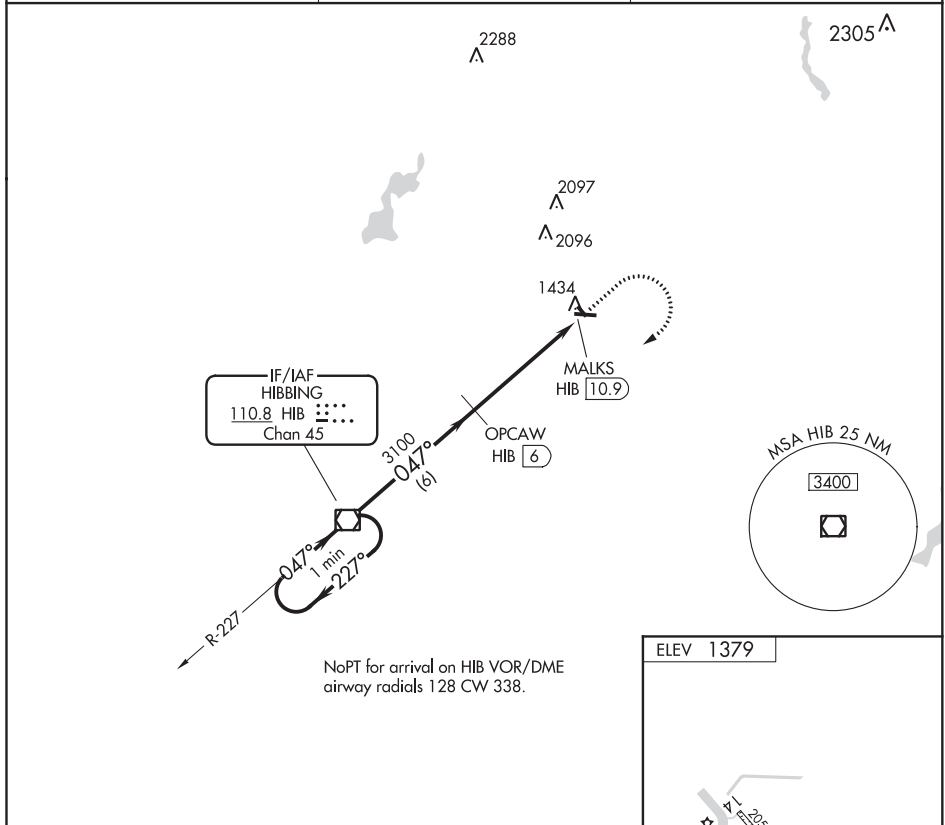 2288
2305
2097
2096
1434
MALKS
HIB 10.9
IF/IAF
HIBBING
110.8 HIB
Chan 45
OPCAW
HIB 6
3100
047°
(6)
MSA HIB 25 NM
3400
047°
1 min
227°
R-227
NoPT for arrival on HIB VOR/DME
airway radials 128 CW 338.
ELEV 1379
14